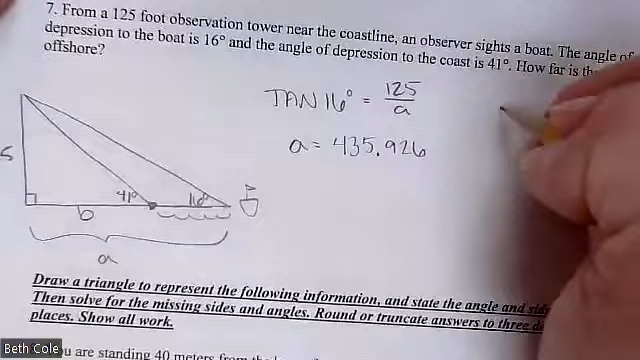 7. From a 125 foot observation tower near the coastline, an observer sights a boat. The angle of
depression to the boat is 16° and the angle of depression to the coast is 41°. How far is the
offshore?
TAN 16° = 125/a
a = 435.926
5
41°
16°
b
a
Draw a triangle to represent the following information, and state the angle and
Then solve for the missing sides and angles. Round or truncate answers to three
places. Show all work.
Beth Cole
u are standing 40 meters from the